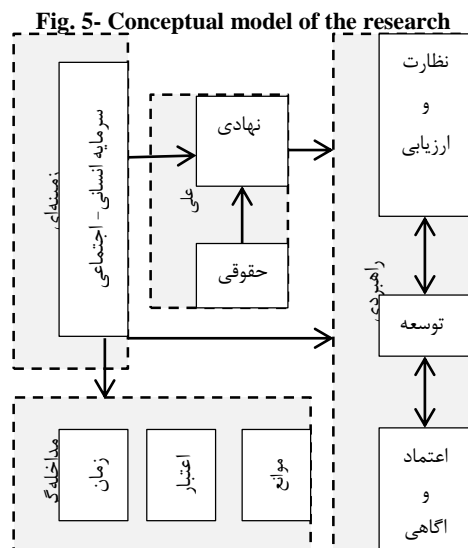 Fig. 5- Conceptual model of the research
نظارت
و
ارزیابی
نهادی
سرمایه انسانی - اجتماعی
زمینه‌ای
علی
حقوقی
راهبردی
توسعه
اعتماد
و
اگاهی
موانع
اعتبار
زمان
مداخله‌گ